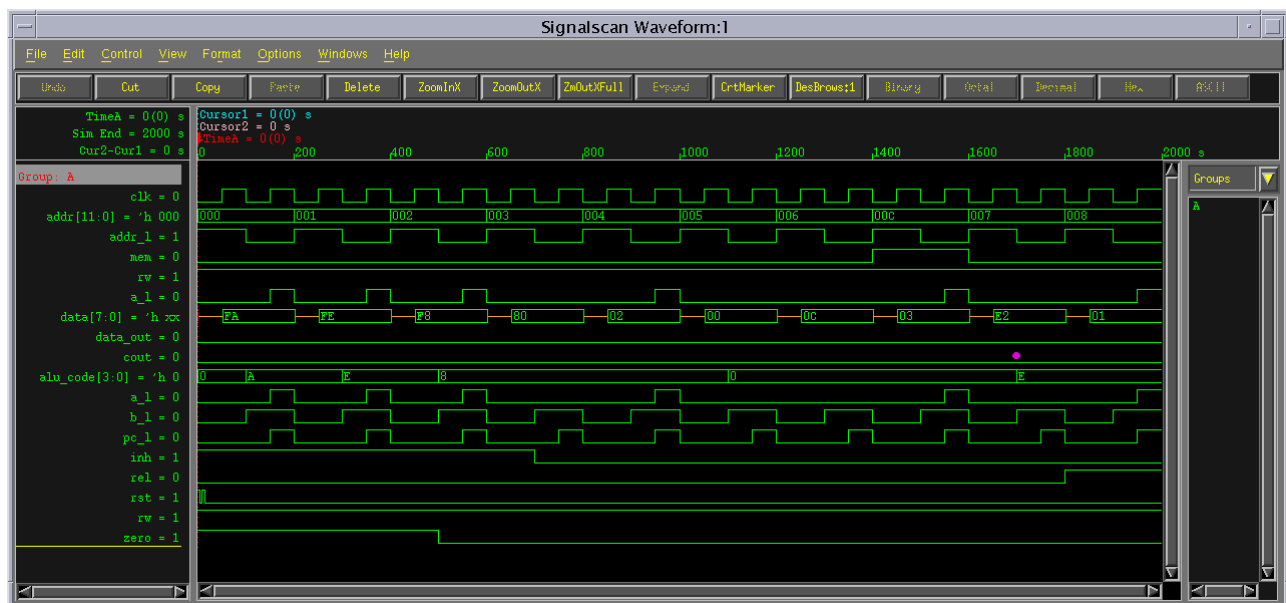 Signalscan Waveform:1
File Edit Control View Format Options Windows Help
Undo Cut Copy Paste Delete ZoomInX ZoomOutX ZmOutXFull Expand CrtMarker DesBrows:1 Binary Octal Decimal Hex ASCII
TimeA = 0(0) s Cursor1 = 0(0) s
Sim End = 2000 s Cursor2 = 0 s
Cur2-Cur1 = 0 s TimeA = 0(0) s
0 200 400 600 800 1000 1200 1400 1600 1800 2000 s
Group: A Groups
clk = 0 A
addr[11:0] = 'h 000 000 001 002 003 004 005 006 00C 007 008
addr_l = 1
mem = 0
rw = 1
a_l = 0
data[7:0] = 'h xx FA FE F8 80 02 00 0C 03 E2 01
data_out = 0
cout = 0
alu_code[3:0] = 'h 0 0 A E 8 0 E
a_l = 0
b_l = 0
pc_l = 0
inh = 1
rel = 0
rst = 1
rw = 1
zero = 1